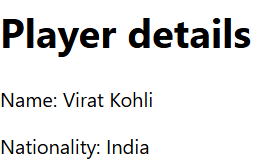 Player details
Name: Virat Kohli
Nationality: India